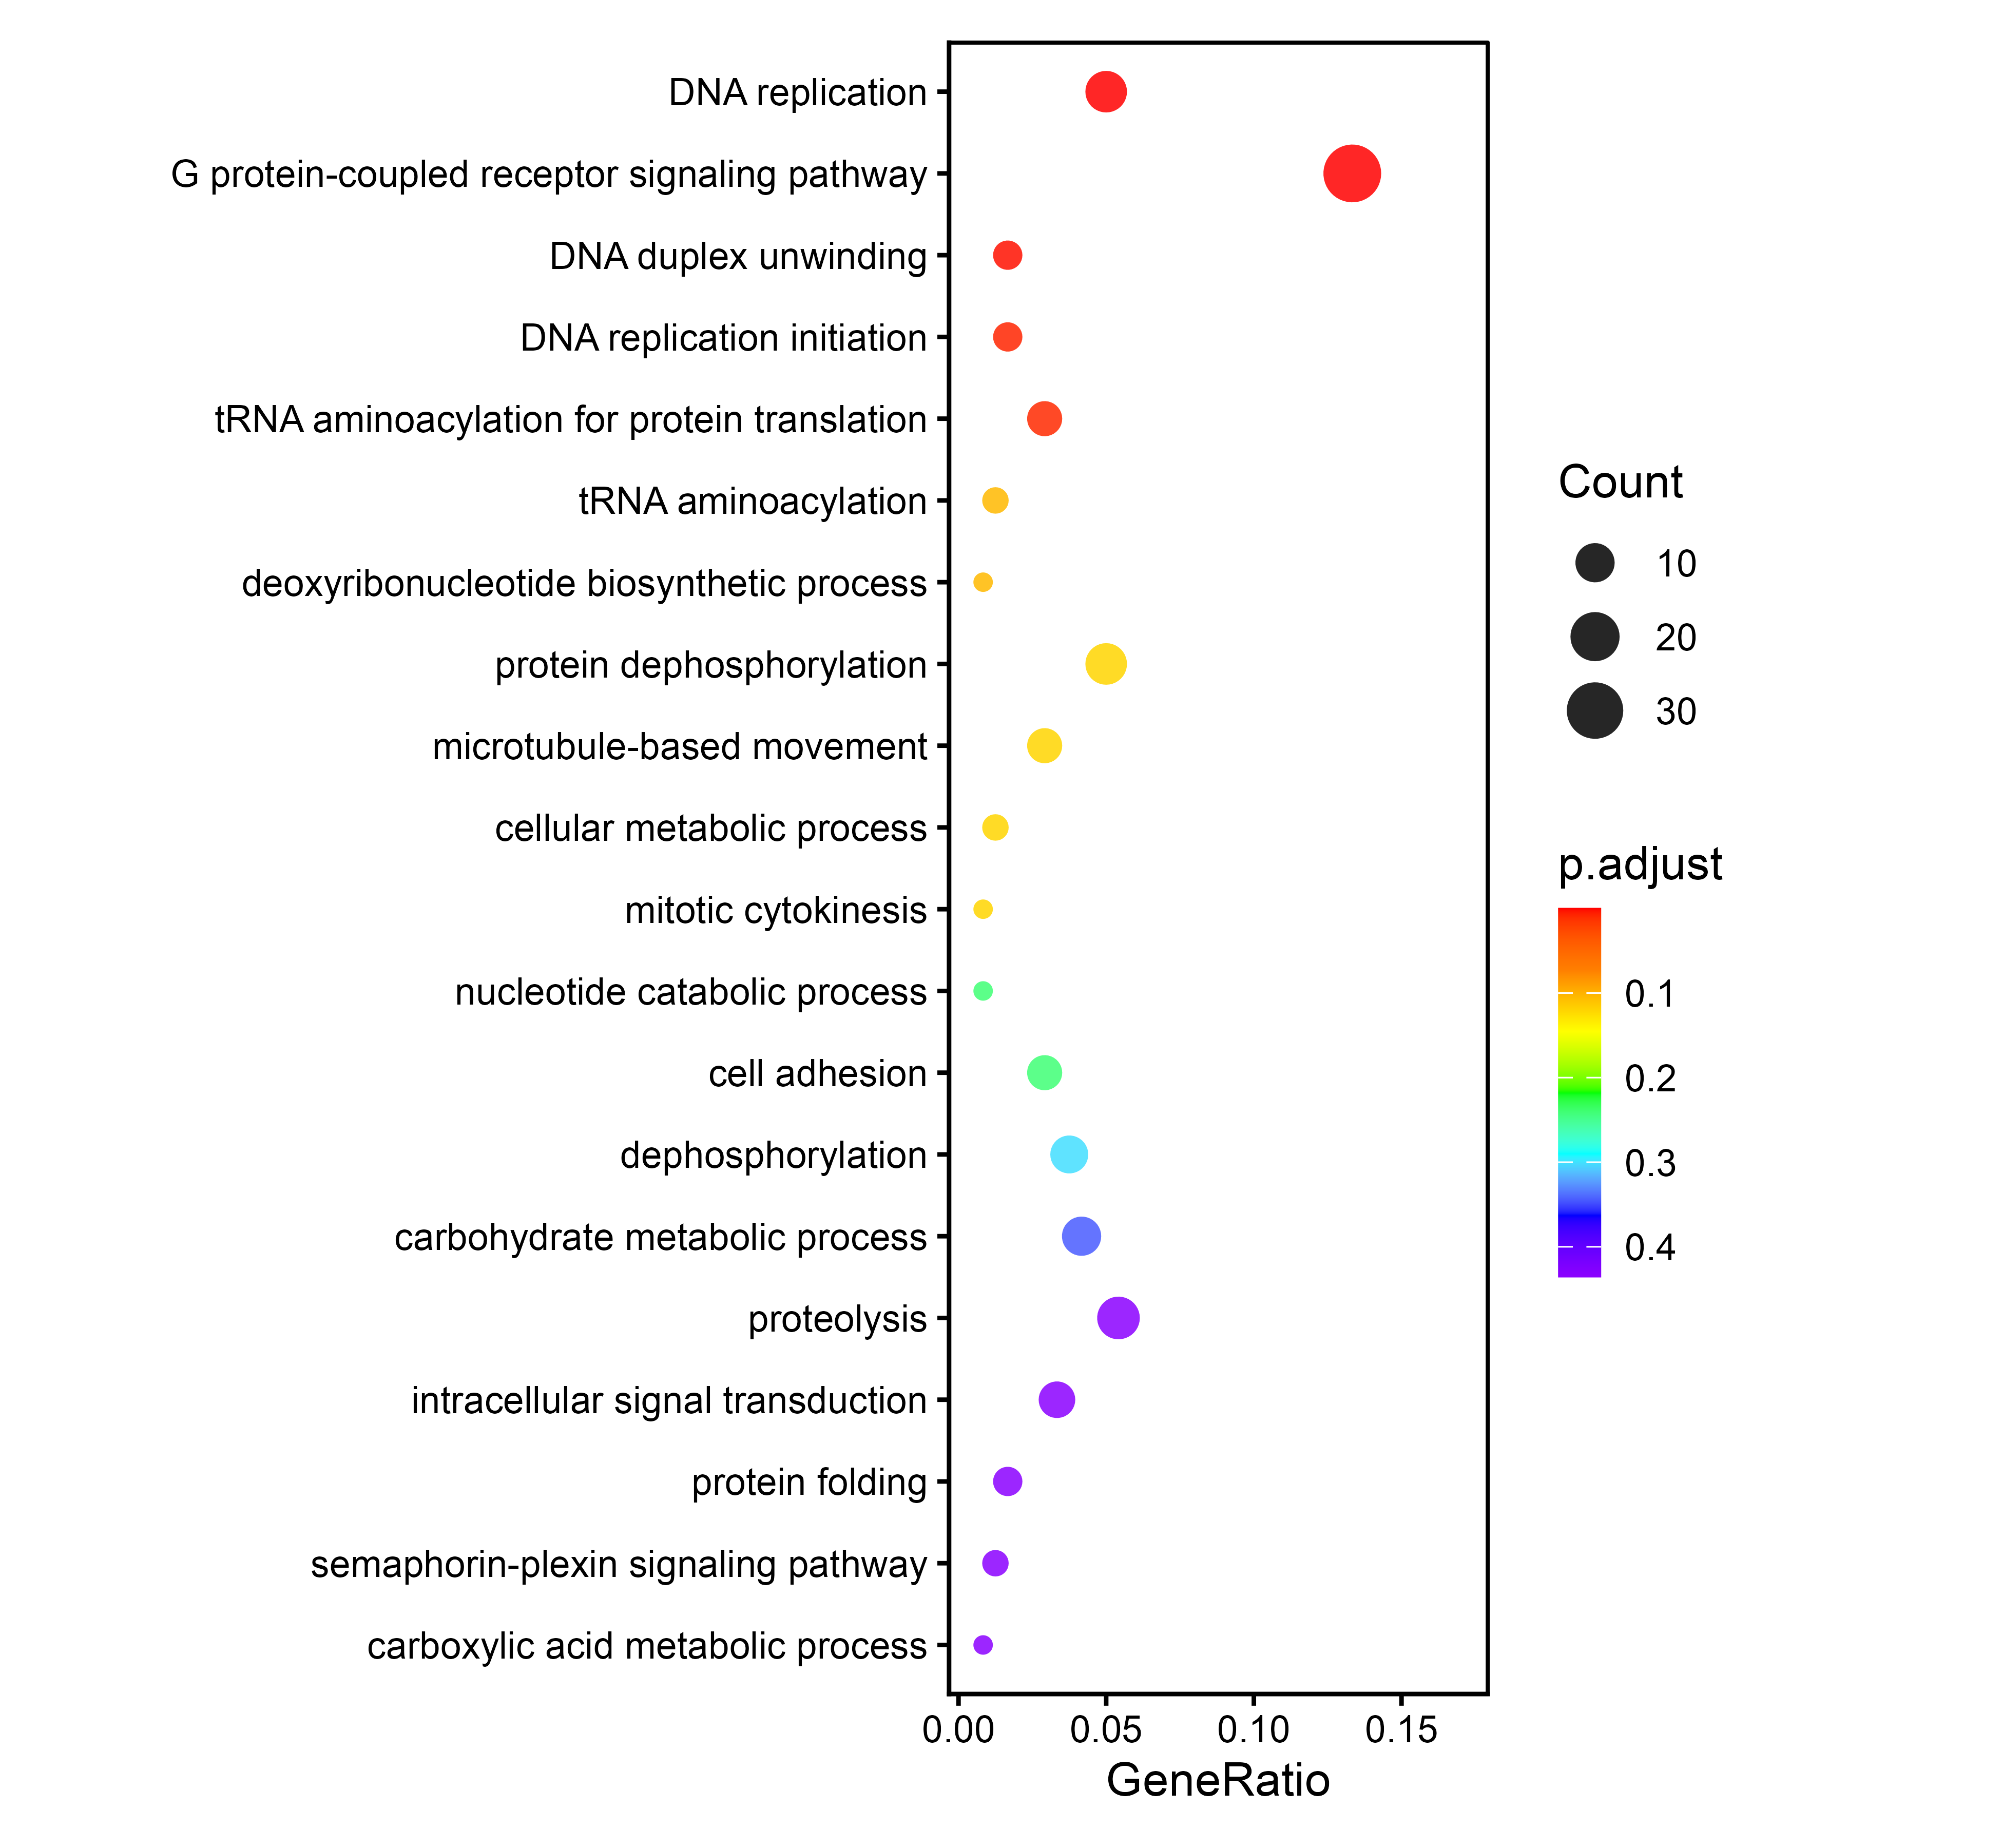 DNA replication
G protein-coupled receptor signaling pathway
DNA duplex unwinding
DNA replication initiation
tRNA aminoacylation for protein translation
tRNA aminoacylation
deoxyribonucleotide biosynthetic process
protein dephosphorylation
microtubule-based movement
cellular metabolic process
mitotic cytokinesis
nucleotide catabolic process
cell adhesion
dephosphorylation
carbohydrate metabolic process
proteolysis
intracellular signal transduction
protein folding
semaphorin-plexin signaling pathway
carboxylic acid metabolic process
0.00 0.05 0.10 0.15
GeneRatio
Count
10
20
30
p.adjust
0.1
0.2
0.3
0.4